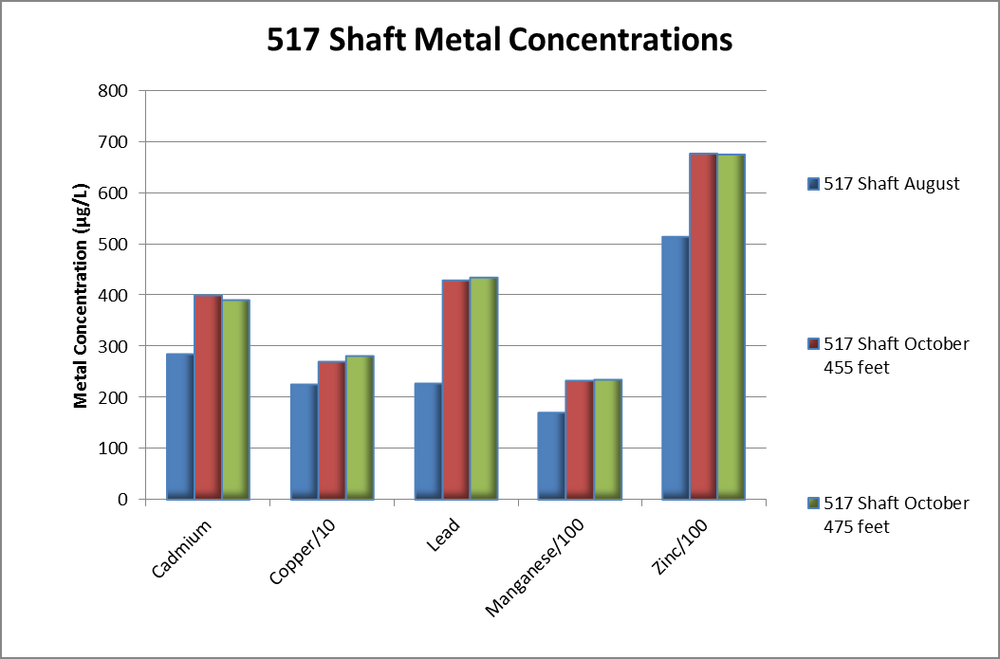 517 Shaft Metal Concentrations
Metal Concentration (µg/L)
800
700
600
500
400
300
200
100
0
Cadmium
Copper/10
Lead
Manganese/100
Zinc/100
517 Shaft August
517 Shaft October
455 feet
517 Shaft October
475 feet